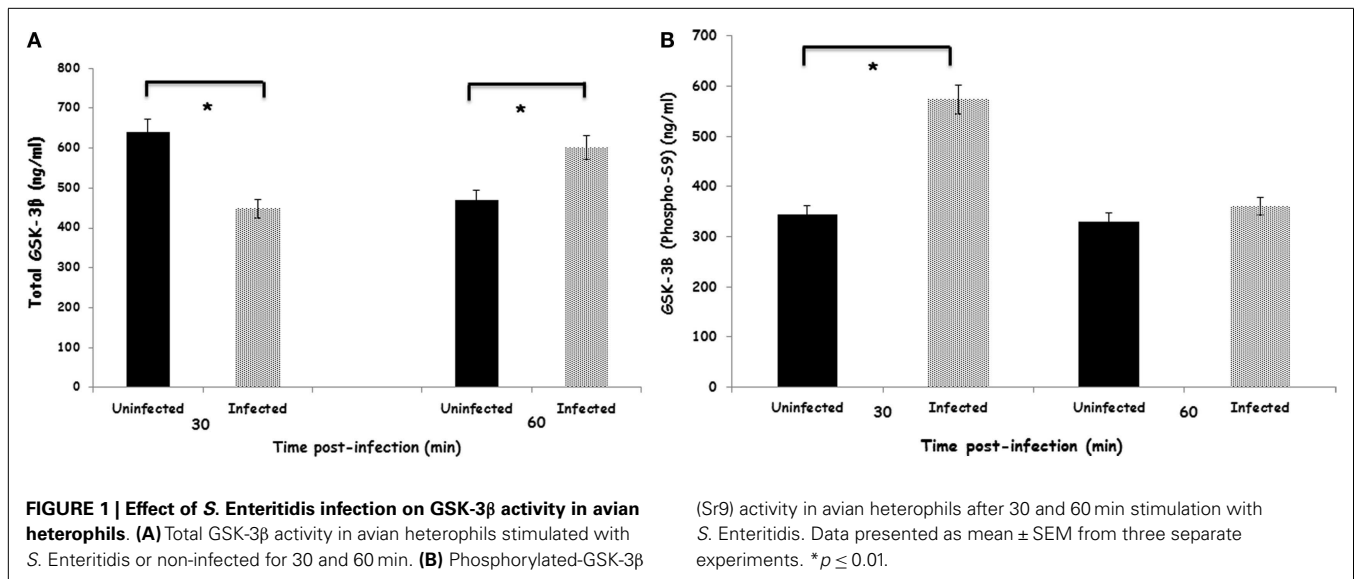 A
Total GSK-3β (ng/ml)
800
700
600
500
400
300
200
100
0
*
*
Uninfected
Infected
Uninfected
Infected
30
60
Time post-infection (min)
B
GSK-3B (Phospho-S9) (ng/ml)
700
600
500
400
300
200
100
0
*
Uninfected
Infected
Uninfected
Infected
30
60
Time post-infection (min)
FIGURE 1 | Effect of S. Enteritidis infection on GSK-3β activity in avian
heterophils. (A) Total GSK-3β activity in avian heterophils stimulated with
S. Enteritidis or non-infected for 30 and 60 min. (B) Phosphorylated-GSK-3β
(Sr9) activity in avian heterophils after 30 and 60 min stimulation with
S. Enteritidis. Data presented as mean ± SEM from three separate
experiments. *p ≤ 0.01.